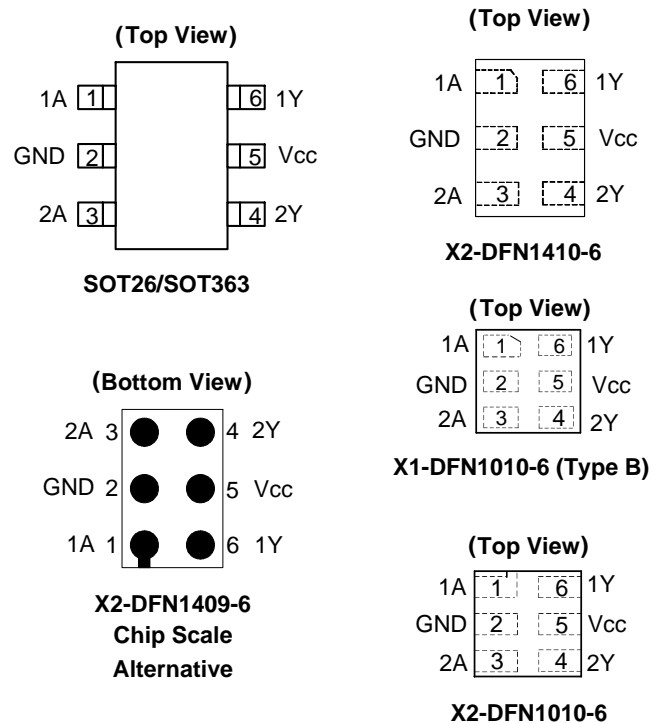 (Top View)
1A 1 6 1Y
GND 2 5 Vcc
2A 3 4 2Y
SOT26/SOT363
(Bottom View)
2A 3 4 2Y
GND 2 5 Vcc
1A 1 6 1Y
X2-DFN1409-6
Chip Scale
Alternative
(Top View)
1A 1 6 1Y
GND 2 5 Vcc
2A 3 4 2Y
X2-DFN1410-6
(Top View)
1A 1 6 1Y
GND 2 5 Vcc
2A 3 4 2Y
X1-DFN1010-6 (Type B)
(Top View)
1A 1 6 1Y
GND 2 5 Vcc
2A 3 4 2Y
X2-DFN1010-6